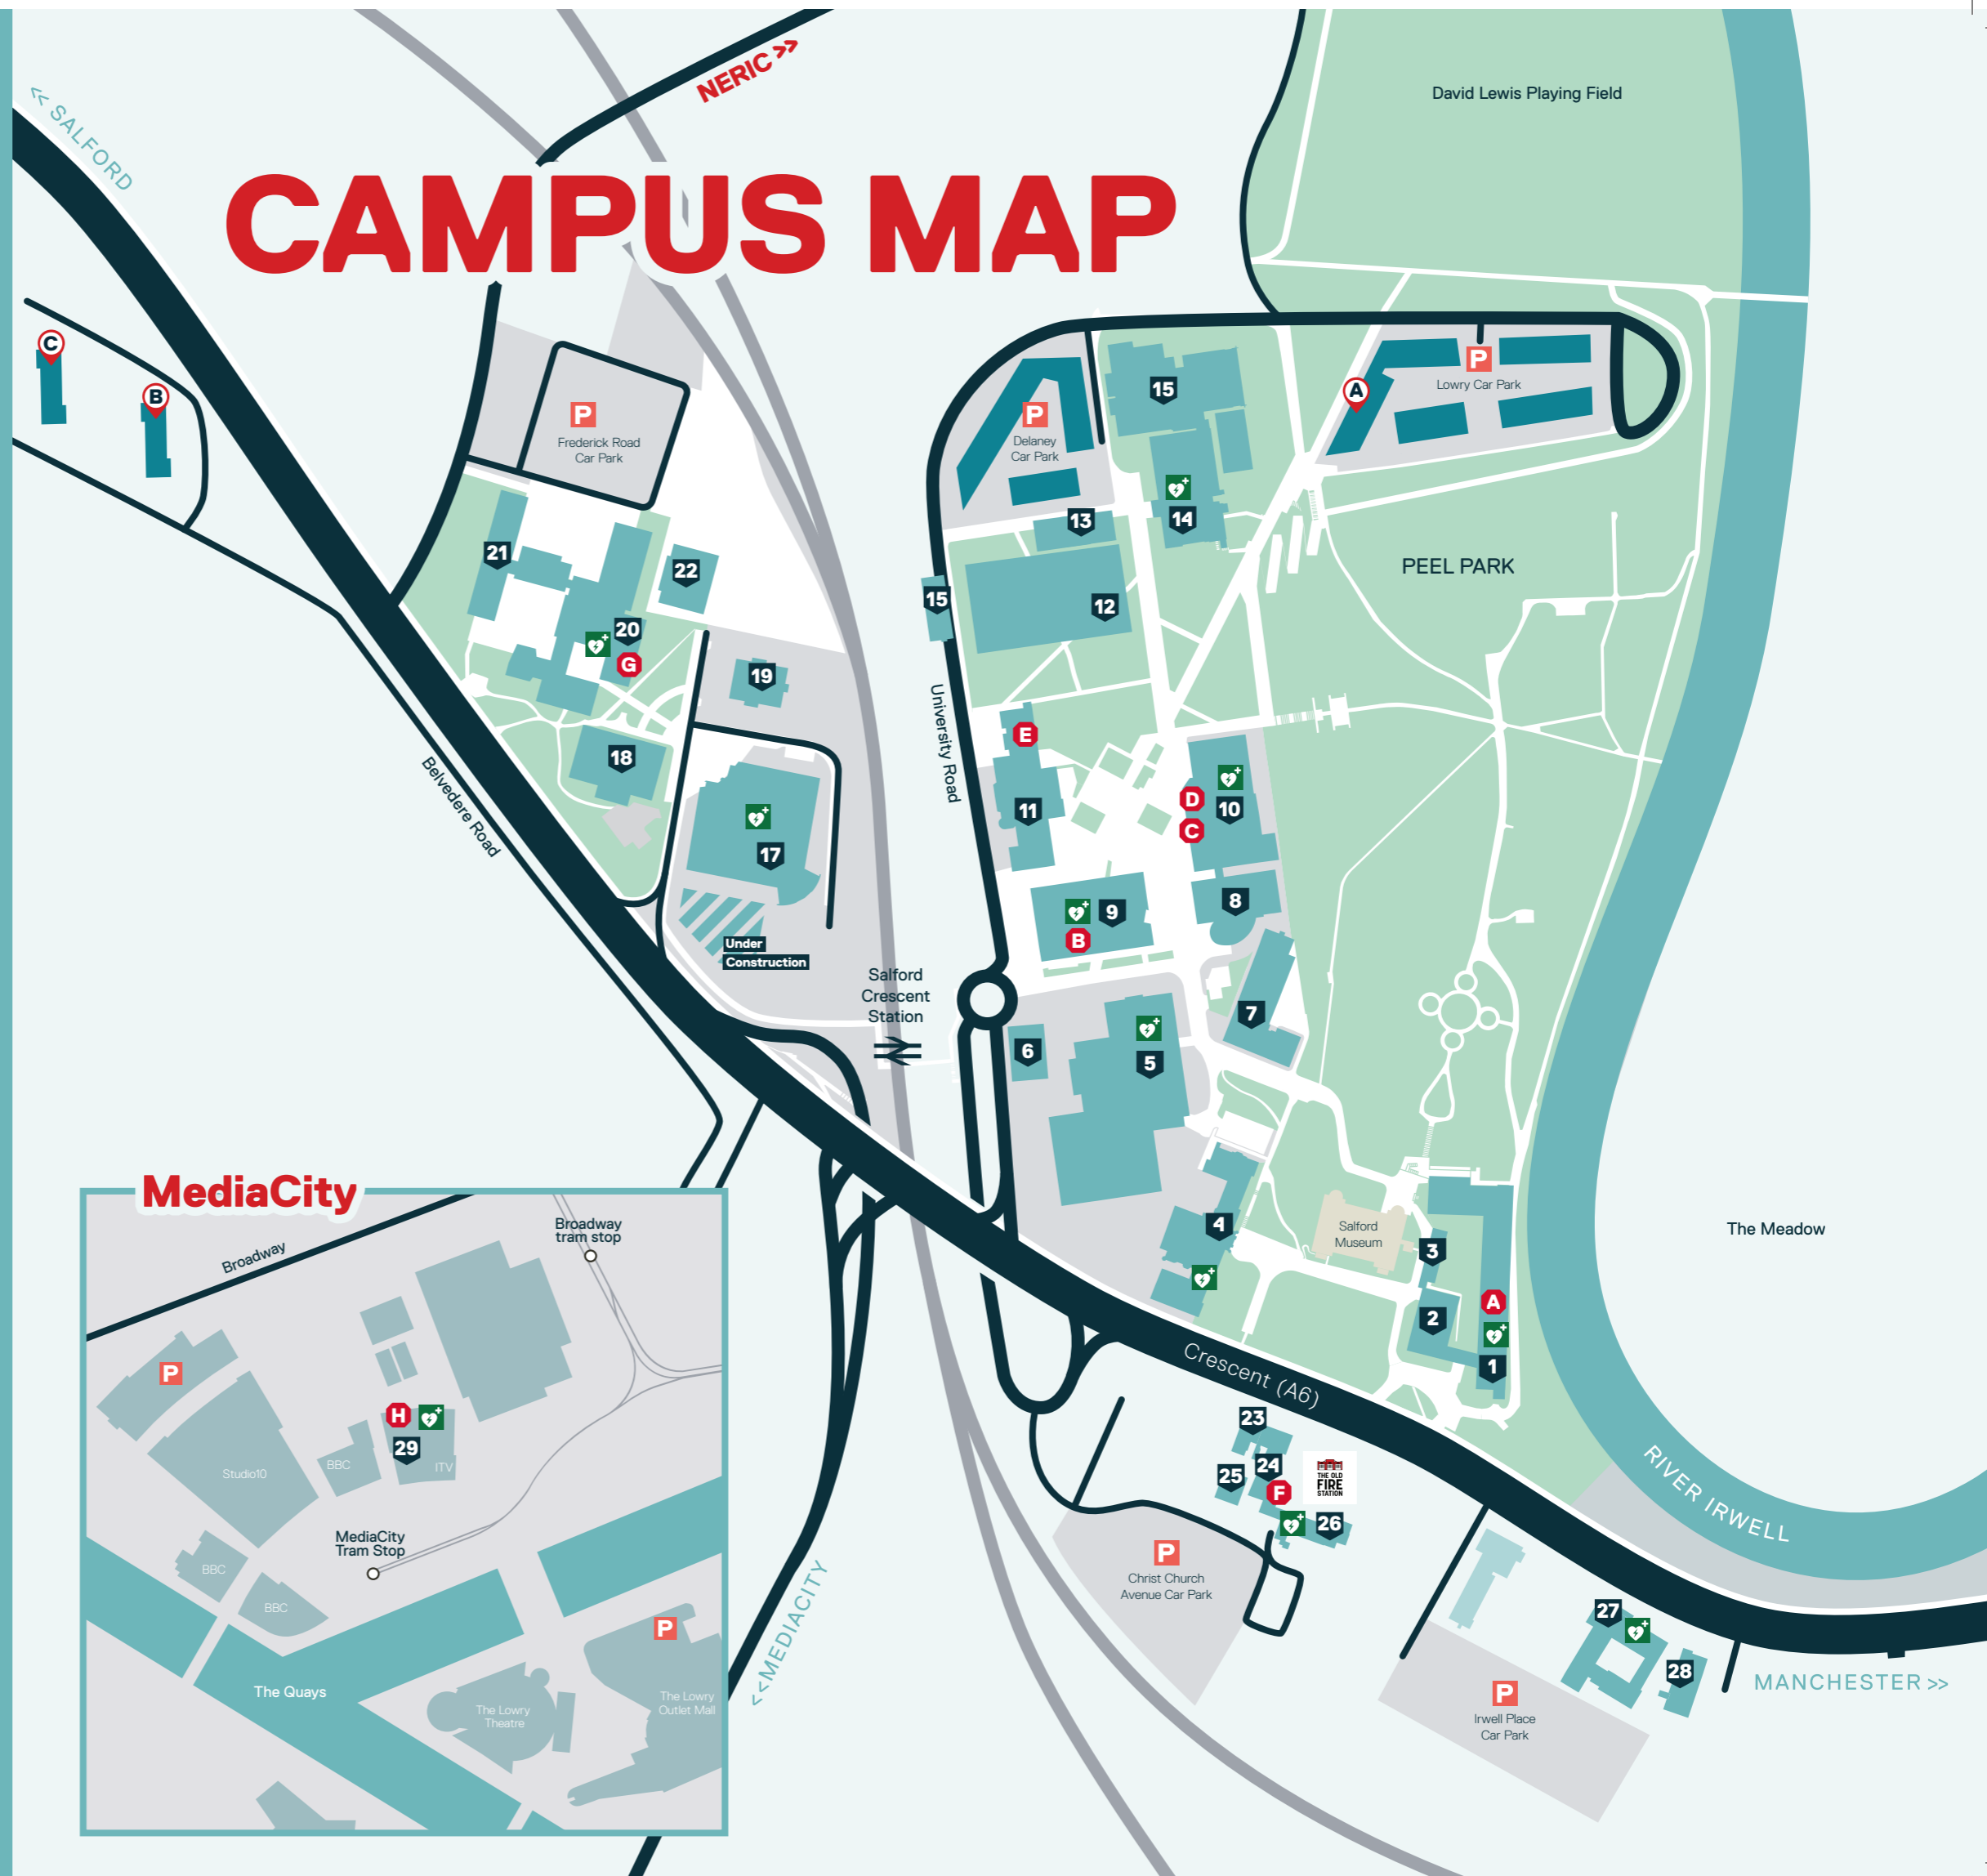 NERIC >>
<< SALFORD
David Lewis Playing Field
CAMPUS MAP
C
B
P
Frederick Road
Car Park
P
Delaney
Car Park
15
A
P
Lowry Car Park
14
13
12
15
PEEL PARK
21
22
20
G
19
18
17
Under
Construction
Belvedere Road
University Road
E
11
D
C
10
9
B
8
7
Salford
Crescent
Station
6
5
4
Salford
Museum
3
2
A
1
The Meadow
Crescent (A6)
RIVER IRWELL
23
24
25
F
THE OLD
FIRE
STATION
26
P
Christ Church
Avenue Car Park
27
28
P
Irwell Place
Car Park
MANCHESTER >>
<<MEDIACITY
MediaCity
Broadway
Broadway
tram stop
P
Studio10
H
29
BBC
ITV
MediaCity
Tram Stop
BBC
BBC
The Quays
P
The Lowry
Theatre
The Lowry
Outlet Mall